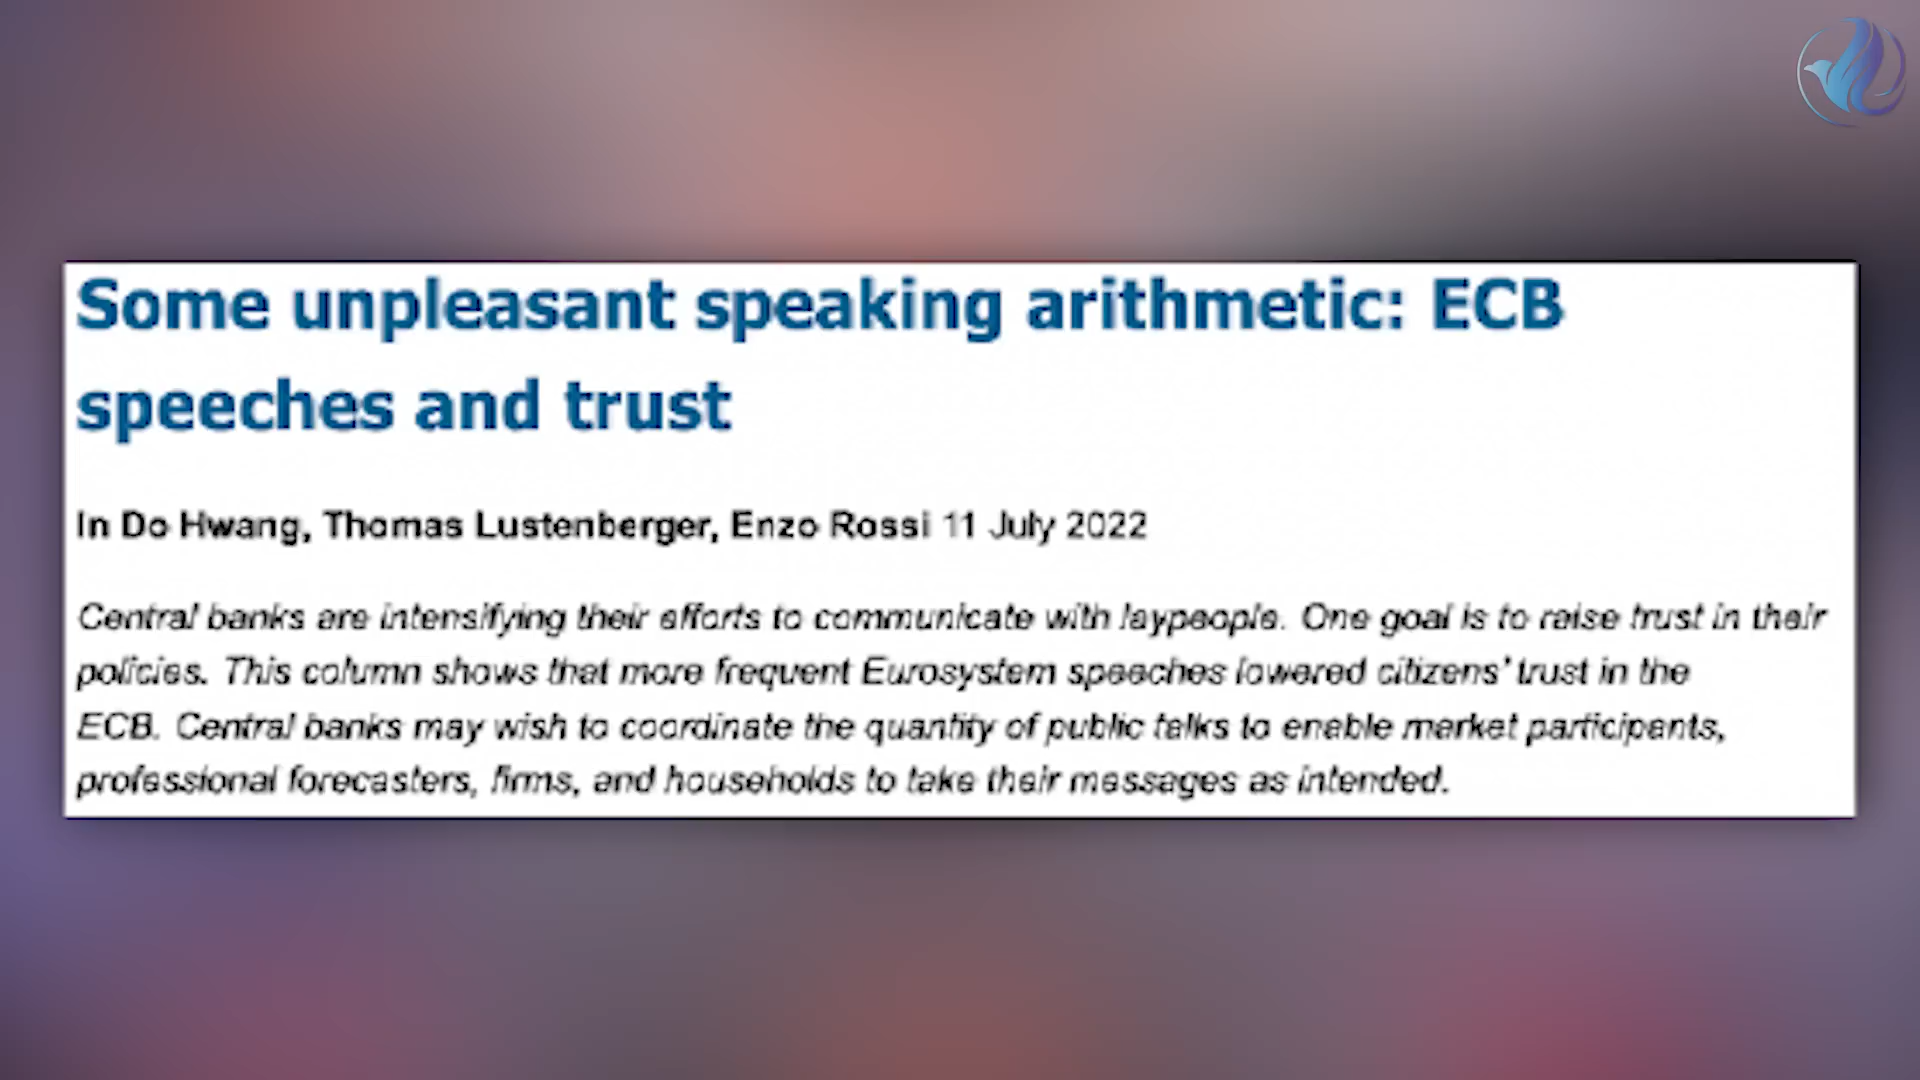 Some unpleasant speaking arithmetic: ECB
speeches and trust
In Do Hwang, Thomas Lustenberger, Enzo Rossi 11 July 2022
Central banks are intensifying their efforts to communicate with laypeople. One goal is to raise trust in their
policies. This column shows that more frequent Eurosystem speeches lowered citizens' trust in the
ECB. Central banks may wish to coordinate the quantity of public talks to enable market participants,
professional forecasters, firms, and households to take their messages as intended.